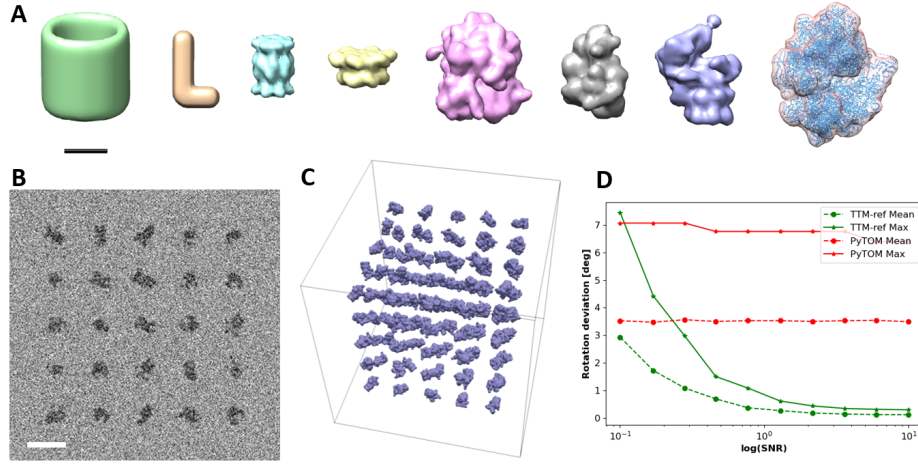 A
B
C
D
TTM-ref Mean
TTM-ref Max
PyTOM Mean
PyTOM Max
Rotation deviation [deg]
7
6
5
4
3
2
1
0
10⁻¹
10⁰
10¹
log(SNR)